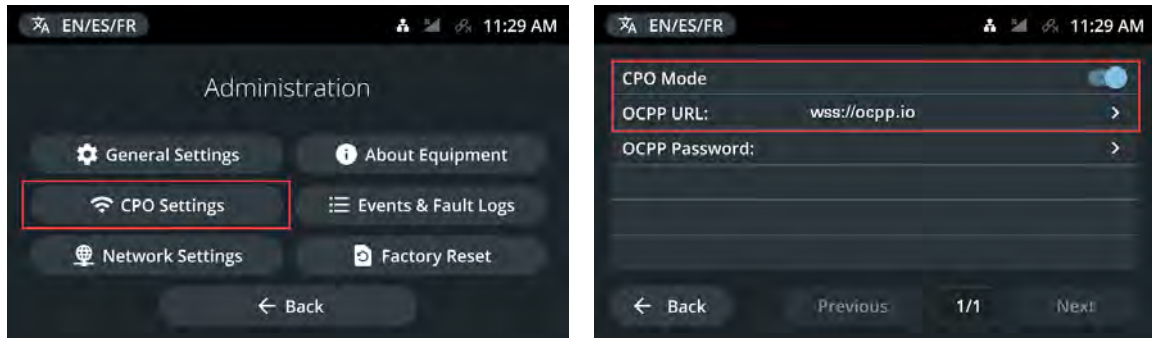 EN/ES/FR 11:29 AM
Administration
General Settings About Equipment
CPO Settings Events & Fault Logs
Network Settings Factory Reset
Back
EN/ES/FR 11:29 AM
CPO Mode
OCPP URL: wss://ocpp.io
OCPP Password:
Back Previous 1/1 Next